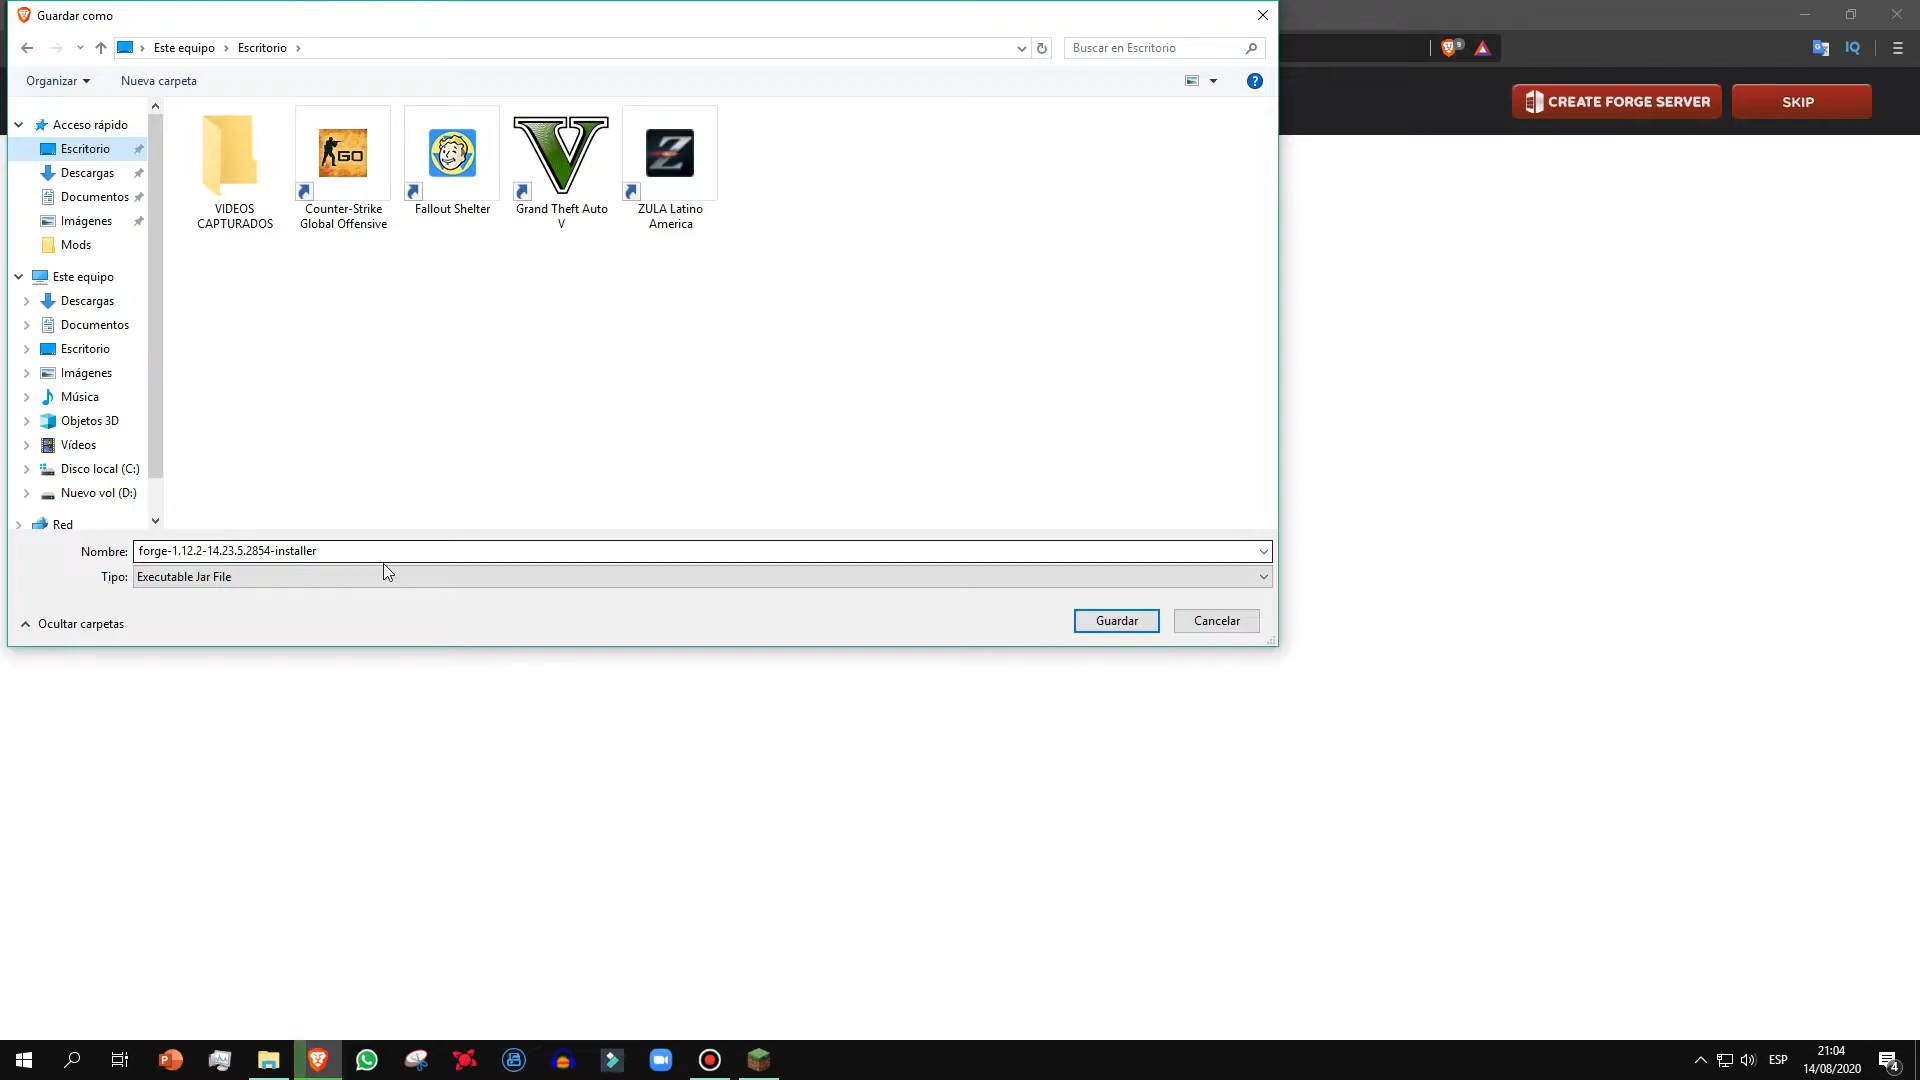 Guardar como
Este equipo
Escritorio
Buscar en Escritorio
IQ
Organizar
Nueva carpeta
CREATE FORGE SERVER
SKIP
Acceso rápido
Escritorio
Descargas
Documentos
Imágenes
Mods
Este equipo
Descargas
Documentos
Escritorio
Imágenes
Música
Objetos 3D
Vídeos
Disco local (C:)
Nuevo vol (D:)
Red
GO
VIDEOS
CAPTURADOS
Counter-Strike
Global Offensive
Fallout Shelter
Grand Theft Auto
V
ZULA Latino
America
Nombre:
forge-1.12.2-14.23.5.2854-installer
Tipo:
Executable Jar File
Ocultar carpetas
Guardar
Cancelar
ESP
21:04
14/08/2020
4